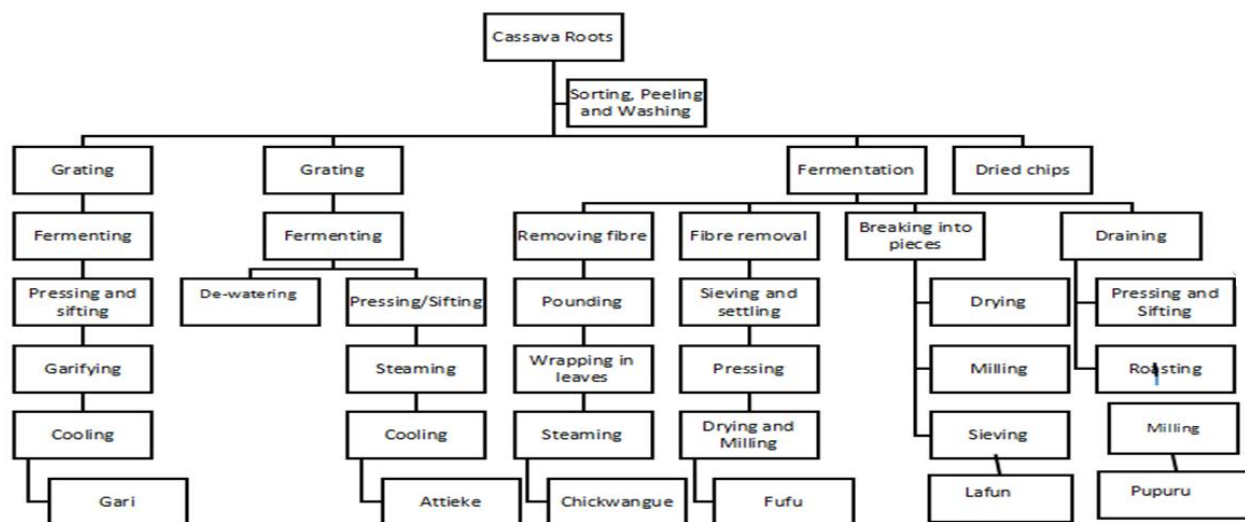 Cassava Roots
Sorting, Peeling
and Washing
Grating
Grating
Fermentation
Dried chips
Fermenting
Fermenting
Removing fibre
Fibre removal
Breaking into
pieces
Draining
Pressing and
sifting
De-watering
Pressing/Sifting
Pounding
Sieving and
settling
Drying
Pressing and
Sifting
Garifying
Steaming
Wrapping in
leaves
Pressing
Milling
Roasting
Cooling
Cooling
Steaming
Drying and
Milling
Sieving
Milling
Gari
Attieke
Chickwangue
Fufu
Lafun
Pupuru